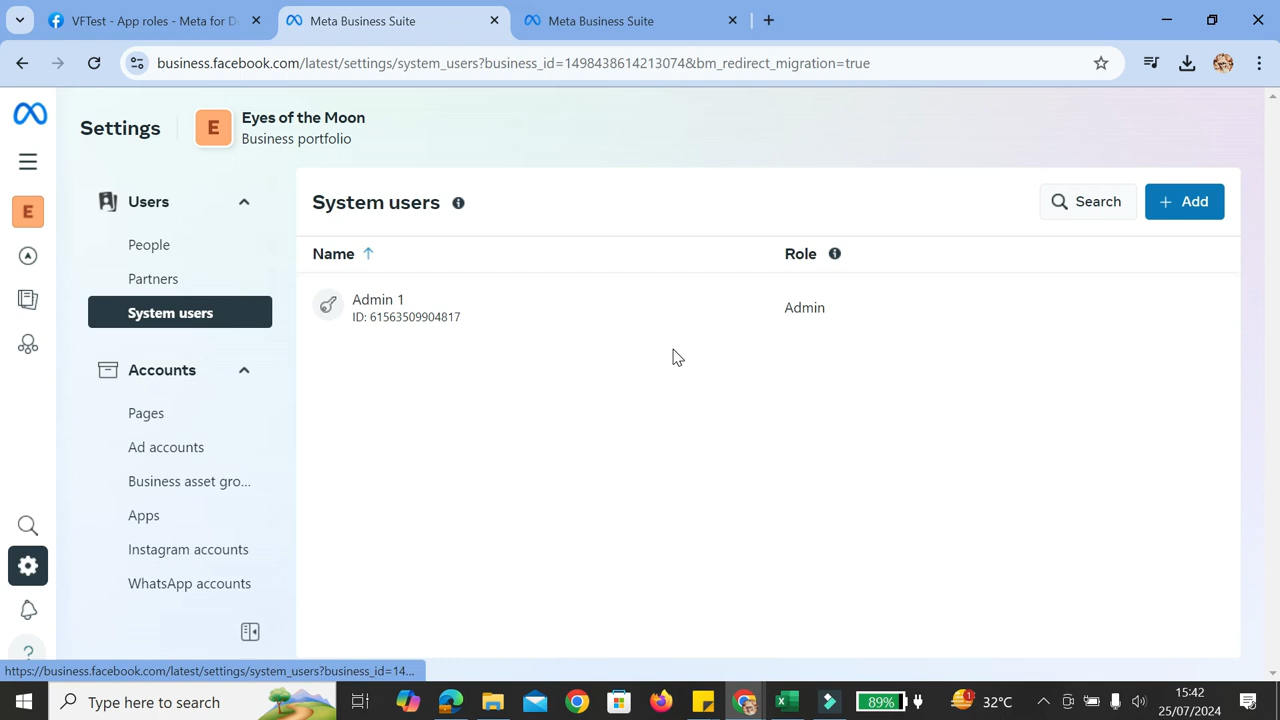 VFTest - App roles - Meta for D
Meta Business Suite
Meta Business Suite
business.facebook.com/latest/settings/system_users?business_id=1498438614213074&bm_redirect_migration=true
Settings
E
Eyes of the Moon
Business portfolio
E
Users
People
Partners
System users
Accounts
Pages
Ad accounts
Business asset gro...
Apps
Instagram accounts
WhatsApp accounts
System users
Search
+ Add
Name ↑
Role
Admin 1
ID: 61563509904817
Admin
?
https://business.facebook.com/latest/settings/system_users?business_id=14...
Type here to search
89%
1
32°C
15:42
25/07/2024